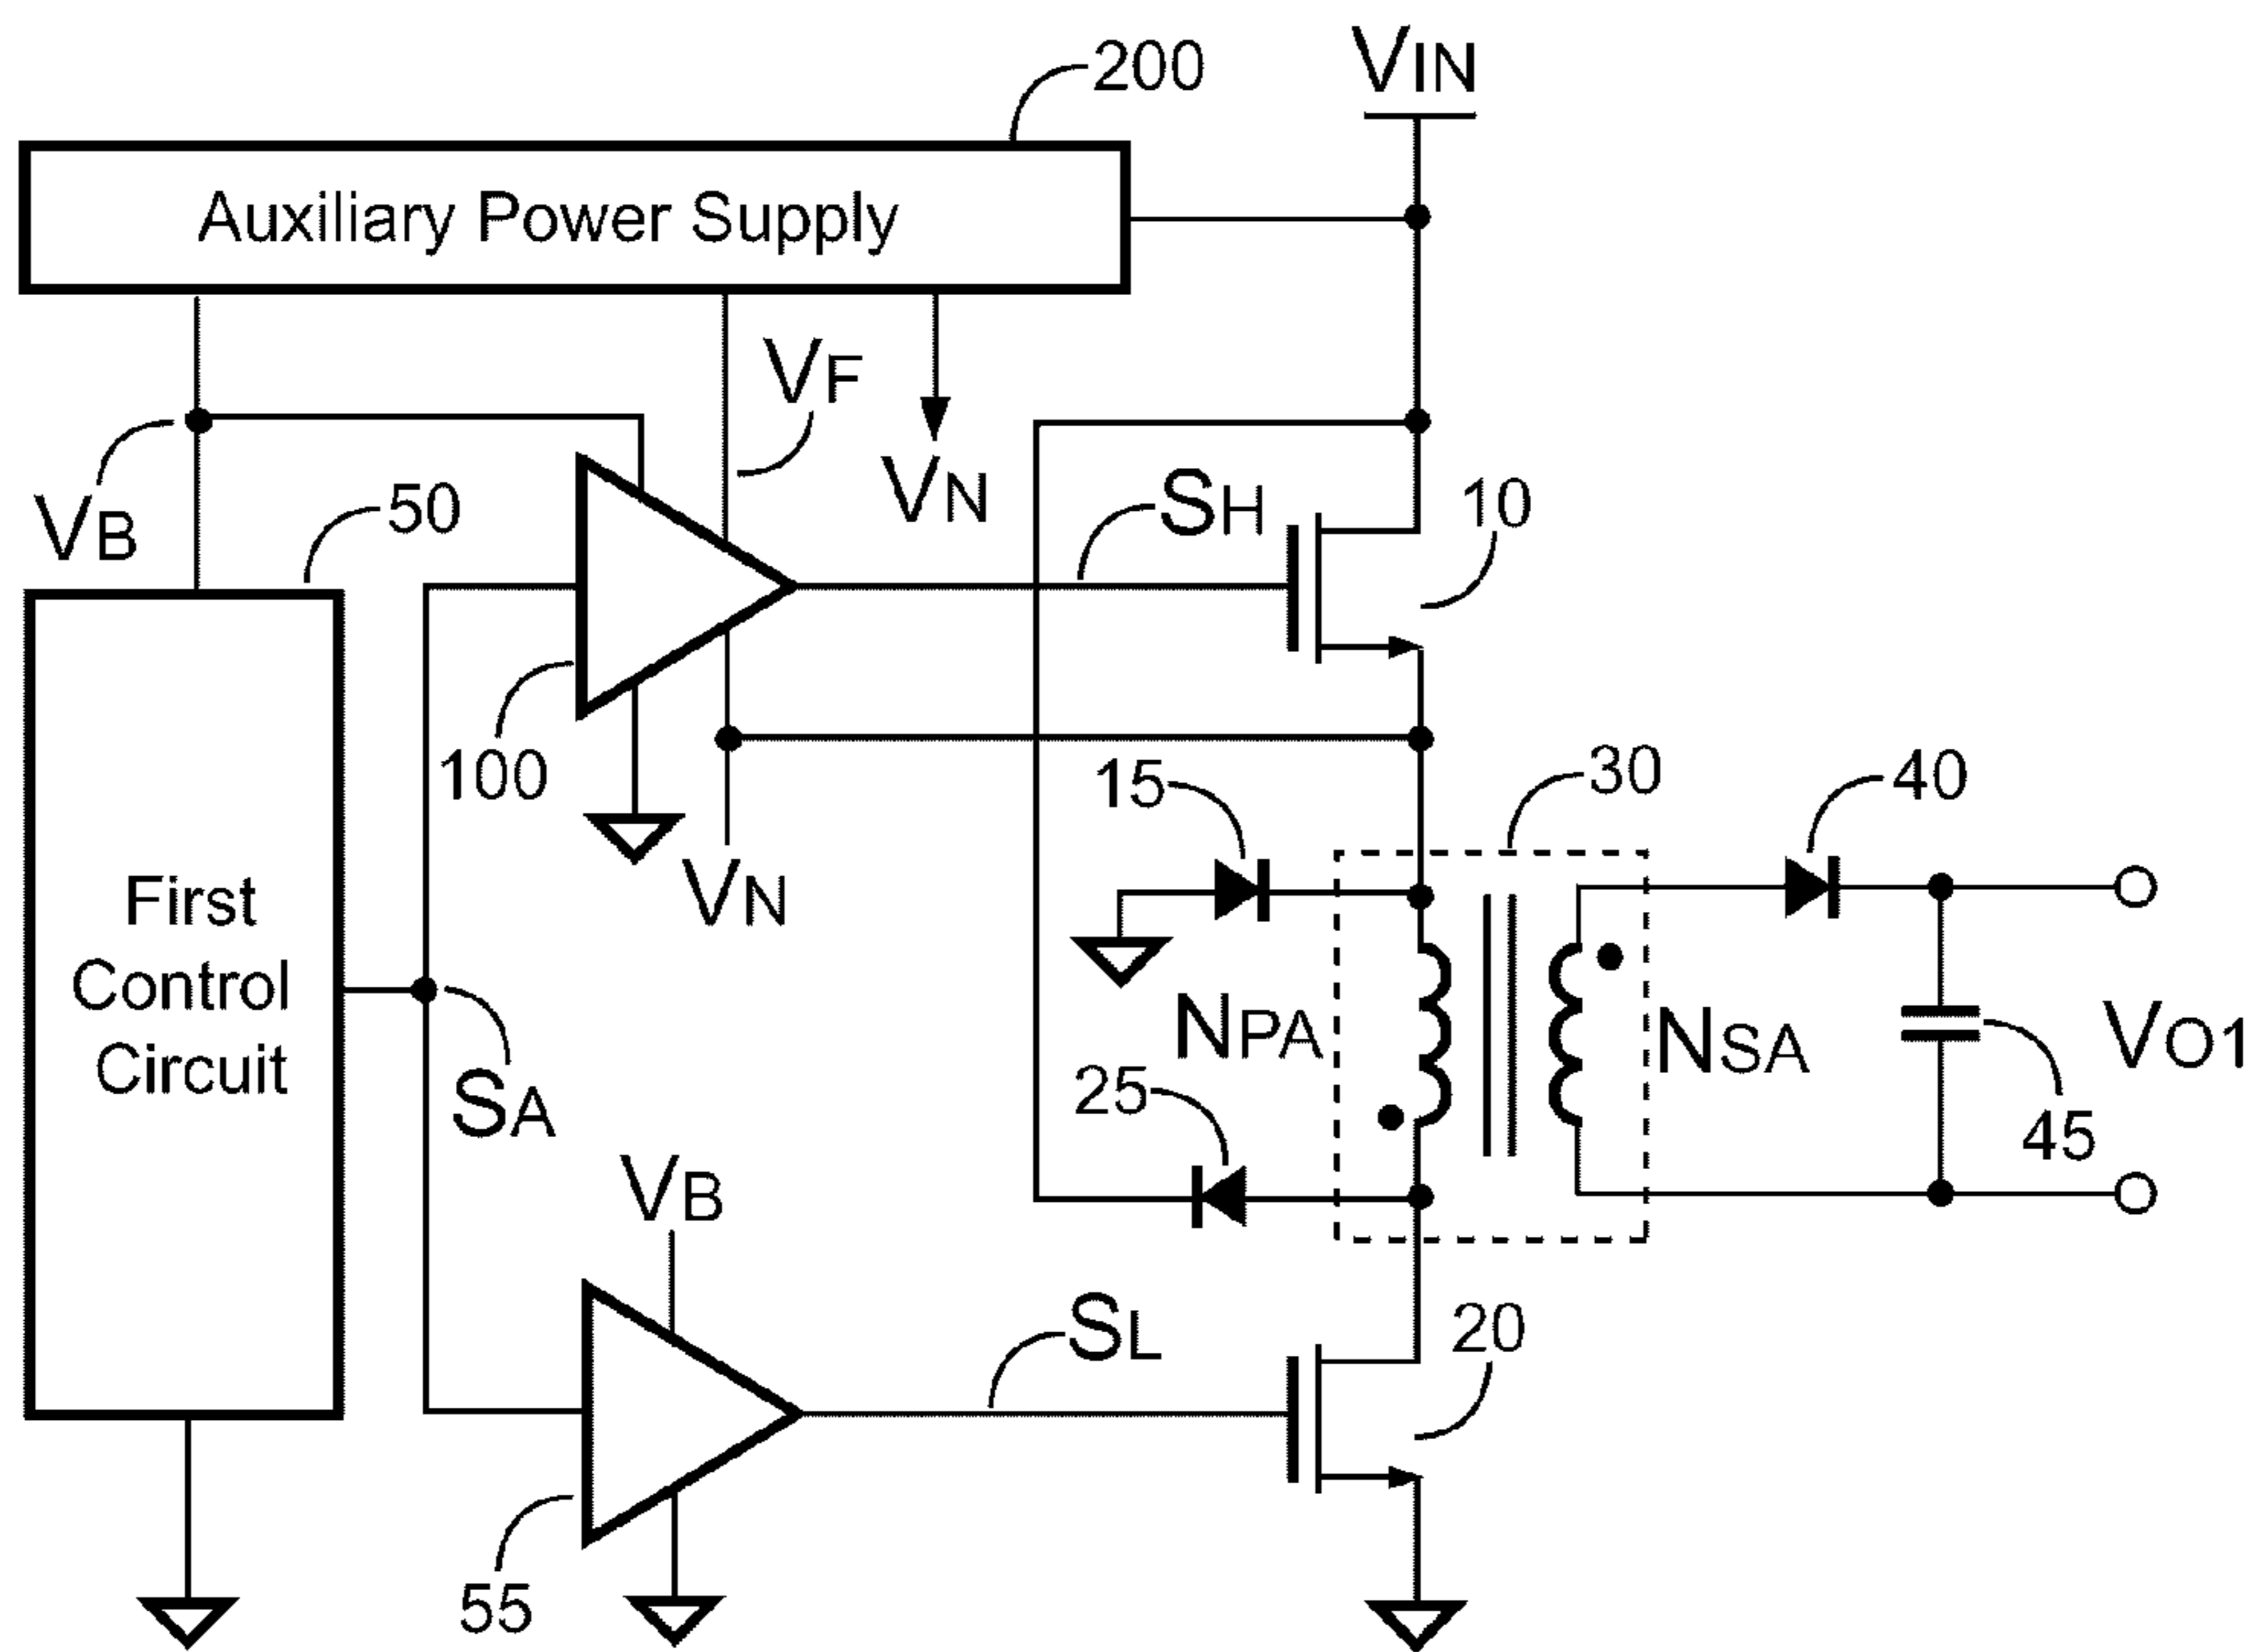 200
VIN
Auxiliary Power Supply
VF
VN
VB
50
SH
10
100
VN
15
30
40
First
Control
Circuit
SA
NPA
NSA
VO1
25
45
VB
SL
20
55